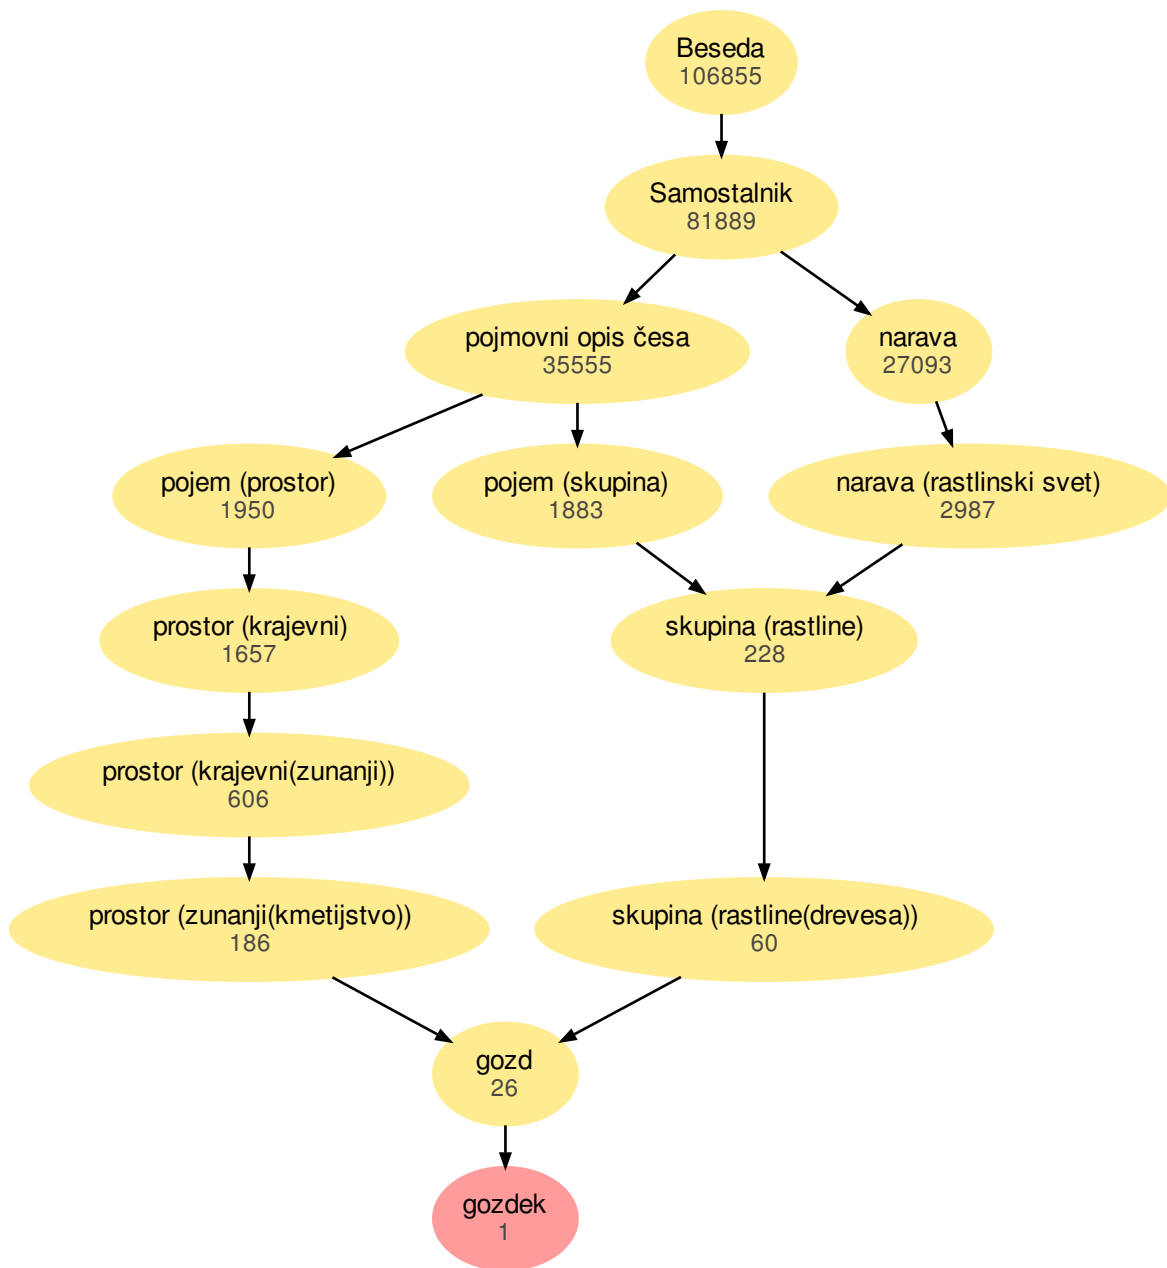 Beseda
106855
Samostalnik
81889
pojmovni opis česa
35555
narava
27093
pojem (prostor)
1950
pojem (skupina)
1883
narava (rastlinski svet)
2987
prostor (krajevni)
1657
skupina (rastline)
228
prostor (krajevni(zunanji))
606
prostor (zunanji(kmetijstvo))
186
skupina (rastline(drevesa))
60
gozd
26
gozdek
1